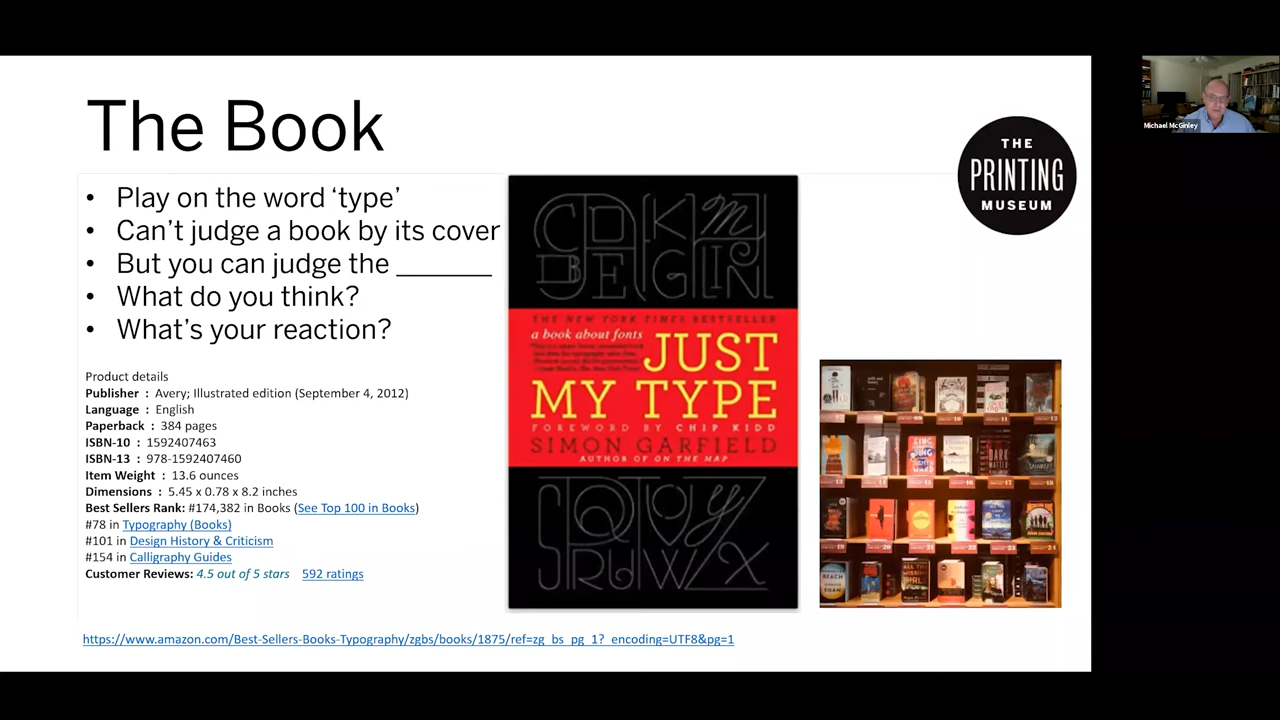 The Book
• Play on the word ‘type’
• Can’t judge a book by its cover
• But you can judge the _______
• What do you think?
• What’s your reaction?
Product details
Publisher : Avery; Illustrated edition (September 4, 2012)
Language : English
Paperback : 384 pages
ISBN-10 : 1592407463
ISBN-13 : 978-1592407460
Item Weight : 13.6 ounces
Dimensions : 5.45 x 0.78 x 8.2 inches
Best Sellers Rank: #174,382 in Books (See Top 100 in Books)
#78 in Typography (Books)
#101 in Design History & Criticism
#154 in Calligraphy Guides
Customer Reviews: 4.5 out of 5 stars 592 ratings
https://www.amazon.com/Best-Sellers-Books-Typography/zgbs/books/1875/ref=zg_bs_pg_1?_encoding=UTF8&pg=1
THE NEW YORK TIMES BESTSELLER
a book about fonts
JUST
MY TYPE
FOREWORD BY CHIP KIDD
SIMON GARFIELD
AUTHOR OF ON THE MAP
THE
PRINTING
MUSEUM
Michael McGinley